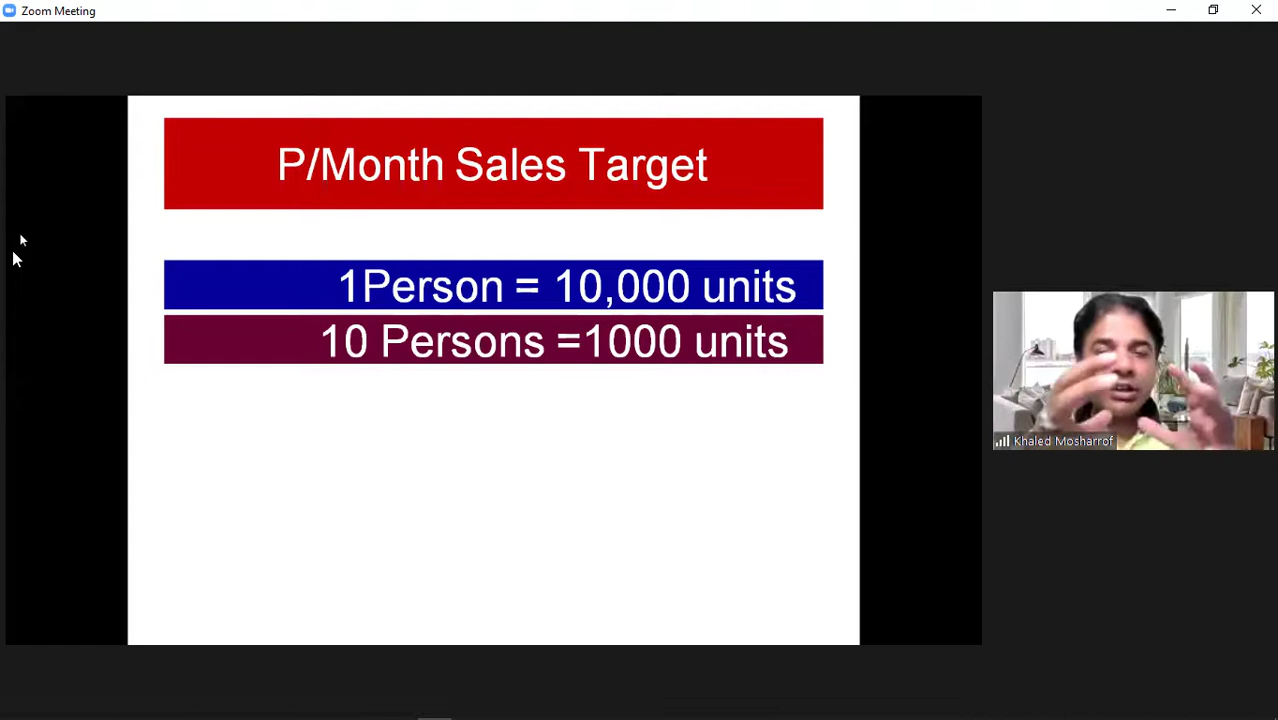 Zoom Meeting
P/Month Sales Target
1Person = 10,000 units
10 Persons =1000 units
Khaled Mosharrof